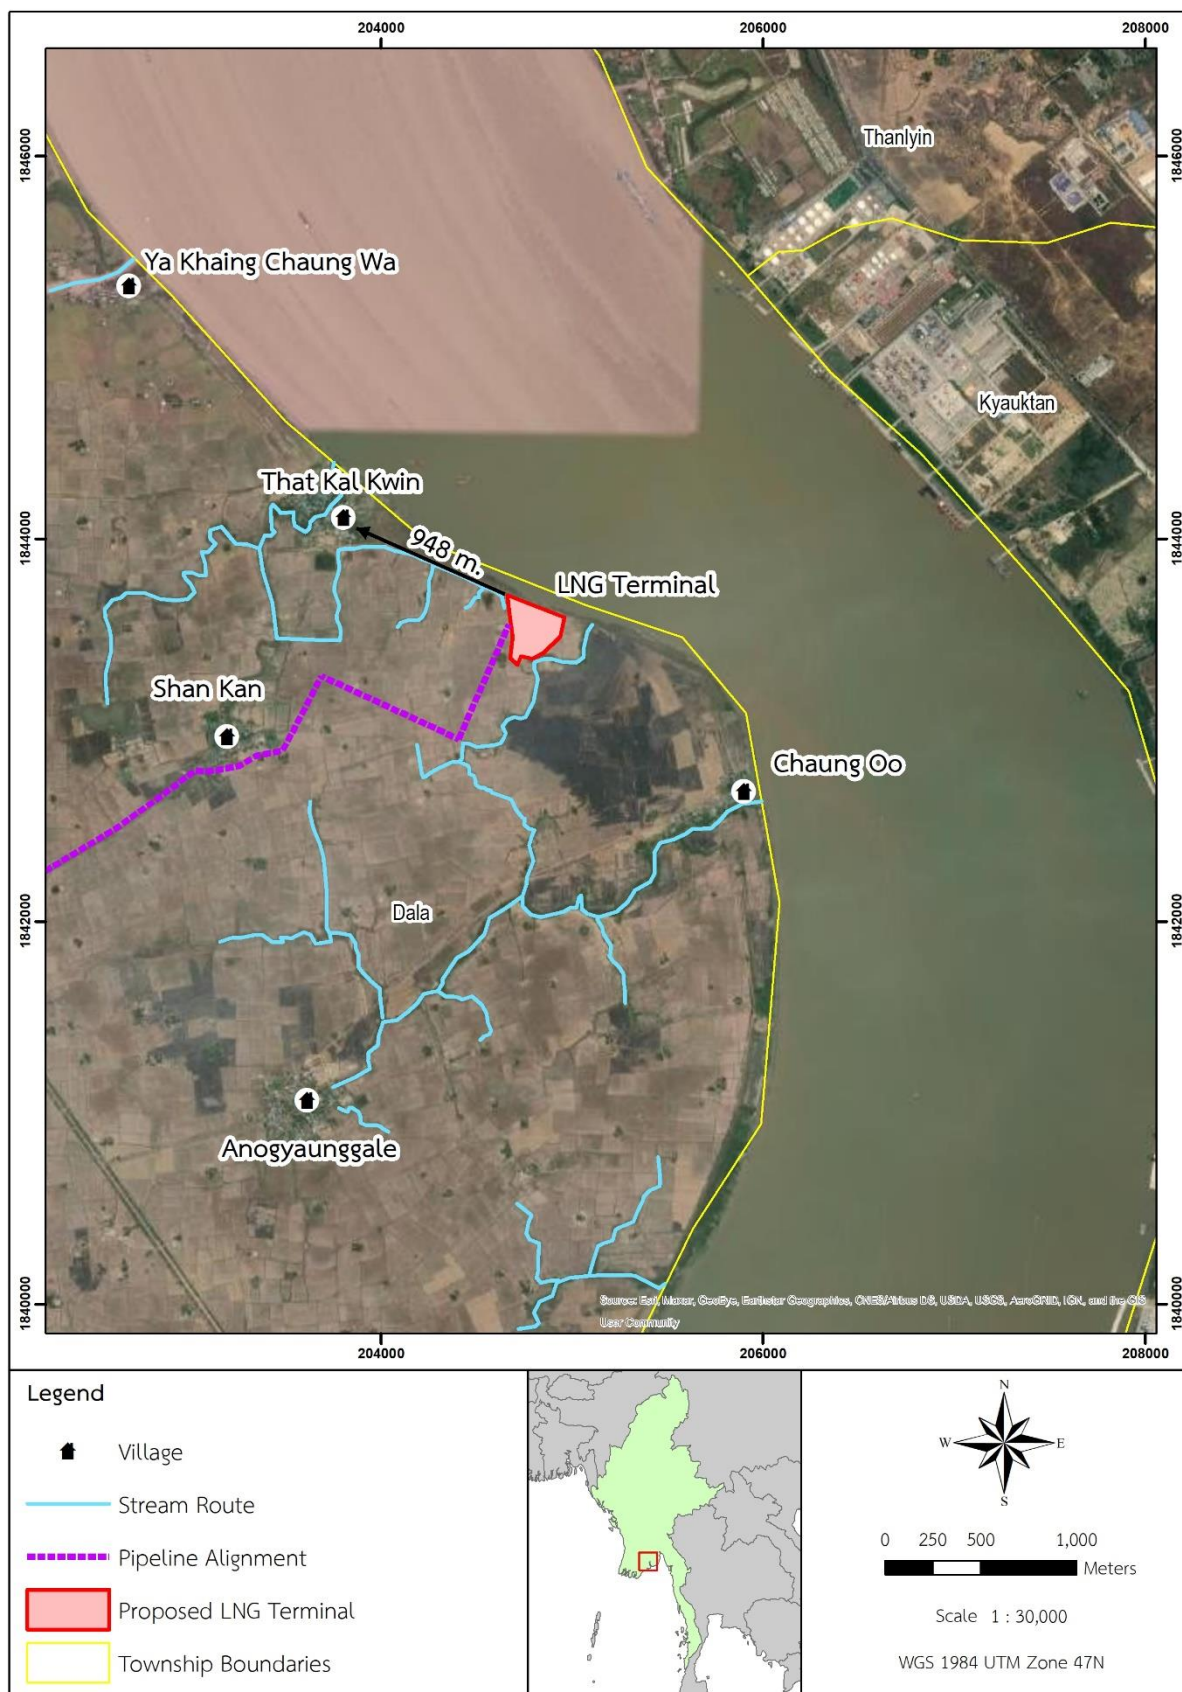 204000
206000
208000
1846000
1846000
Thanlyin
Ya Khaing Chaung Wa
Kyauktan
That Kal Kwin
1844000
948 m.
1844000
LNG Terminal
Shan Kan
Chaung Oo
1842000
Dala
1842000
Anogyaunggale
1840000
1840000
Source: Esri, Maxar, GeoEye, Earthstar Geographics, CNES/Airbus DS, USDA, USGS, AeroGRID, IGN, and the GIS
User Community
204000
206000
208000
Legend
Village
Stream Route
Pipeline Alignment
Proposed LNG Terminal
Township Boundaries
N
W
E
S
0 250 500 1,000
Meters
Scale 1 : 30,000
WGS 1984 UTM Zone 47N